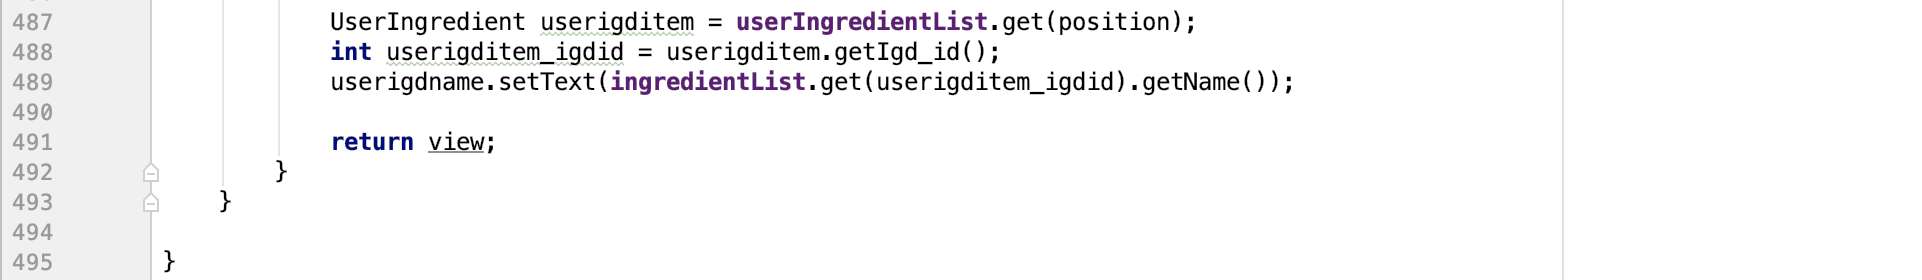 487 UserIngredient userigditem = userIngredientList.get(position);
488 int userigditem_igdid = userigditem.getIgd_id();
489 userigdname.setText(ingredientList.get(userigditem_igdid).getName());
490
491 return view;
492 }
493 }
494
495 }